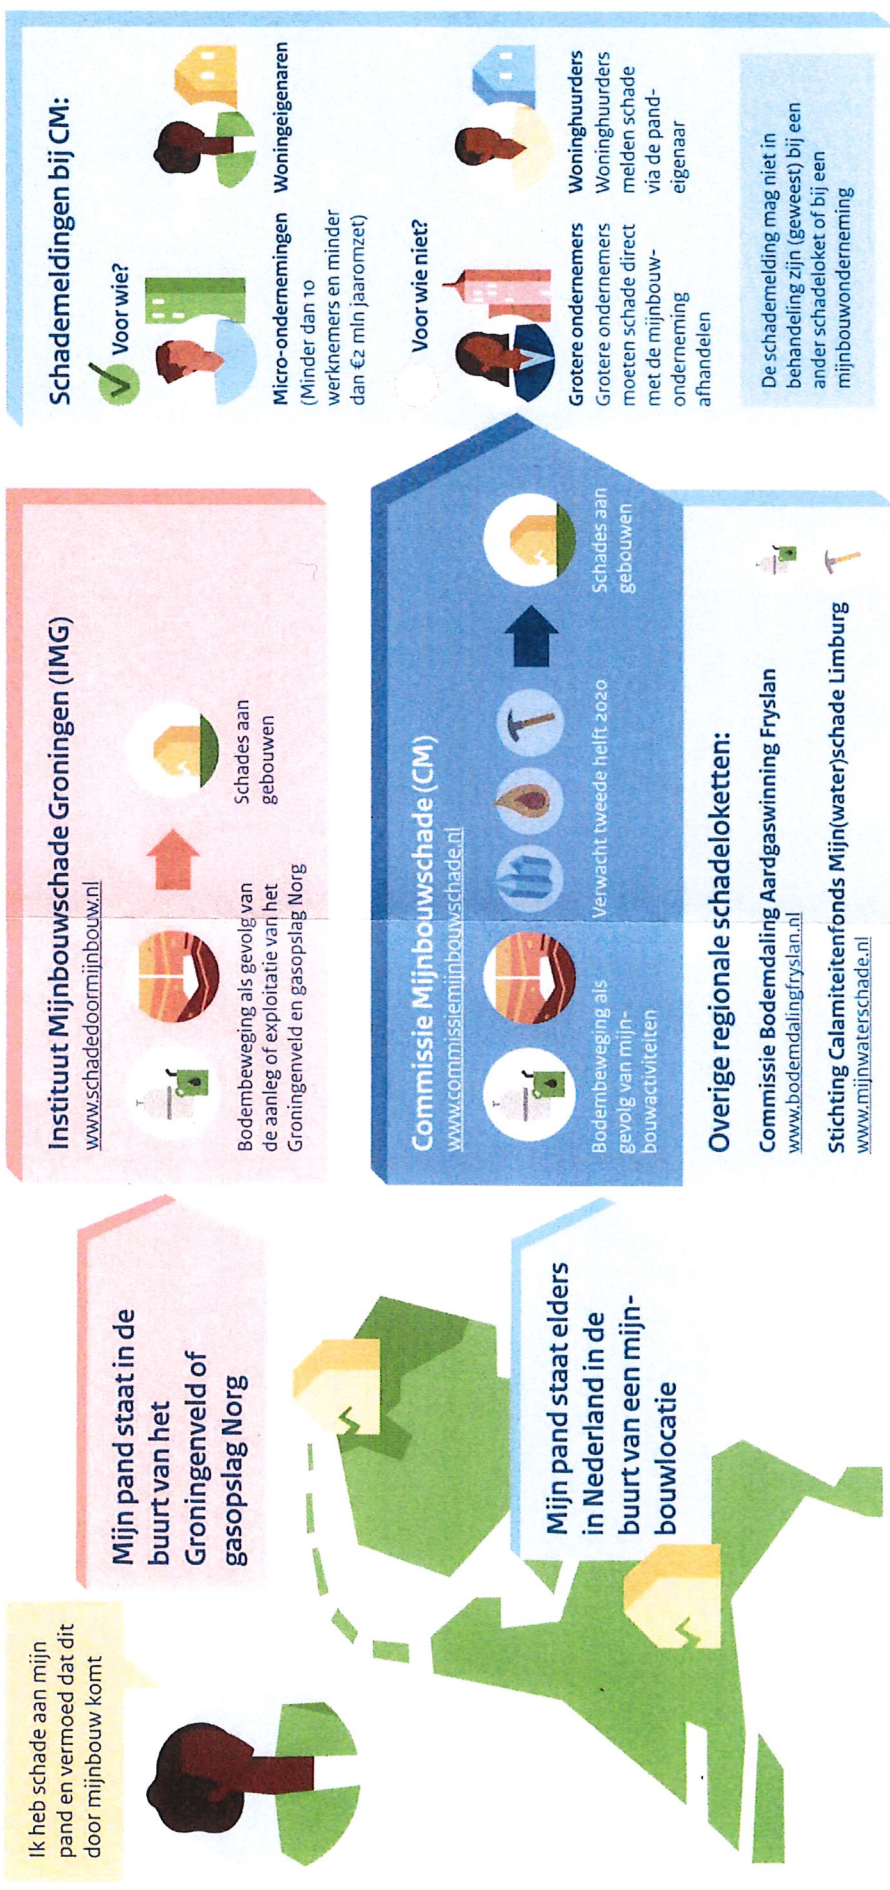 Ik heb schade aan mijn
pand en vermoed dat dit
door mijnbouw komt
Mijn pand staat in de
buurt van het
Groningenveld of
gasopslag Norg
Mijn pand staat elders
in Nederland in de
buurt van een mijn-
bouwlocatie
Instituut Mijnbouwschade Groningen (IMG)
www.schadedoormijnbouw.nl
Bodembeweging als gevolg van
de aanleg of exploitatie van het
Groningenveld en gasopslag Norg
Schades aan
gebouwen
Commissie Mijnbouwschade (CM)
www.commissiemijnbouwschade.nl
Bodembeweging als
gevolg van mijn-
bouwactiviteiten
Verwacht tweede helft 2020
Schades aan
gebouwen
Overige regionale schadeloketten:
Commissie Bodemdaling Aardgaswinning Fryslan
www.bodemdalingfryslan.nl
Stichting Calamiteitenfonds Mijn(water)schade Limburg
www.mijnwaterschade.nl
Schademeldingen bij CM:
Voor wie?
Micro-ondernemingen
(Minder dan 10
werknemers en minder
dan €2 mln jaaromzet)
Woningeigenaren
Voor wie niet?
Grotere ondernemers
Grotere ondernemers
moeten schade direct
met de mijnbouw-
onderneming
afhandelen
Woninghuurders
Woninghuurders
melden schade
via de pand-
eigenaar
De schademelding mag niet in
behandeling zijn (geweest) bij een
ander schadeloket of bij een
mijnbouwonderneming